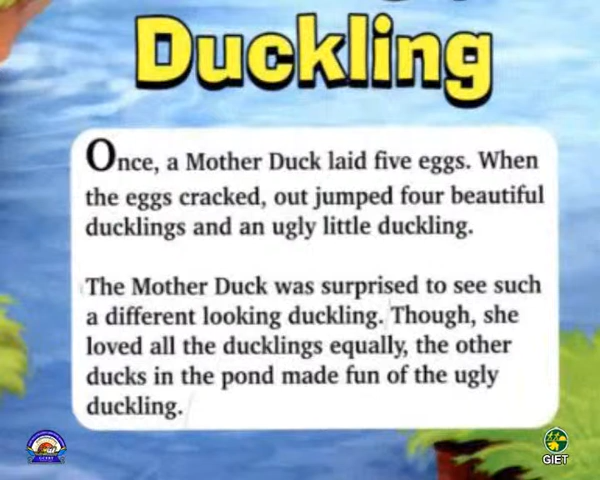 Duckling
Once, a Mother Duck laid five eggs. When
the eggs cracked, out jumped four beautiful
ducklings and an ugly little duckling.
The Mother Duck was surprised to see such
a different looking duckling. Though, she
loved all the ducklings equally, the other
ducks in the pond made fun of the ugly
duckling.
GIET